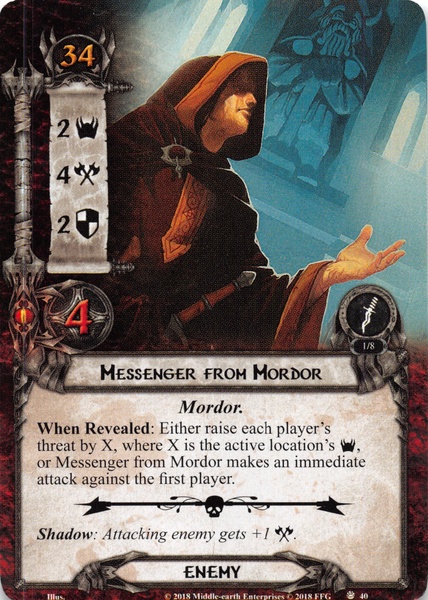 34
2
4
2
4
1/8
Messenger from Mordor
Mordor.
When Revealed: Either raise each player's
threat by X, where X is the active location's ,
or Messenger from Mordor makes an immediate
attack against the first player.
Shadow: Attacking enemy gets +1 .
ENEMY
Illus. © 2018 Middle-earth Enterprises © 2018 FFG 40